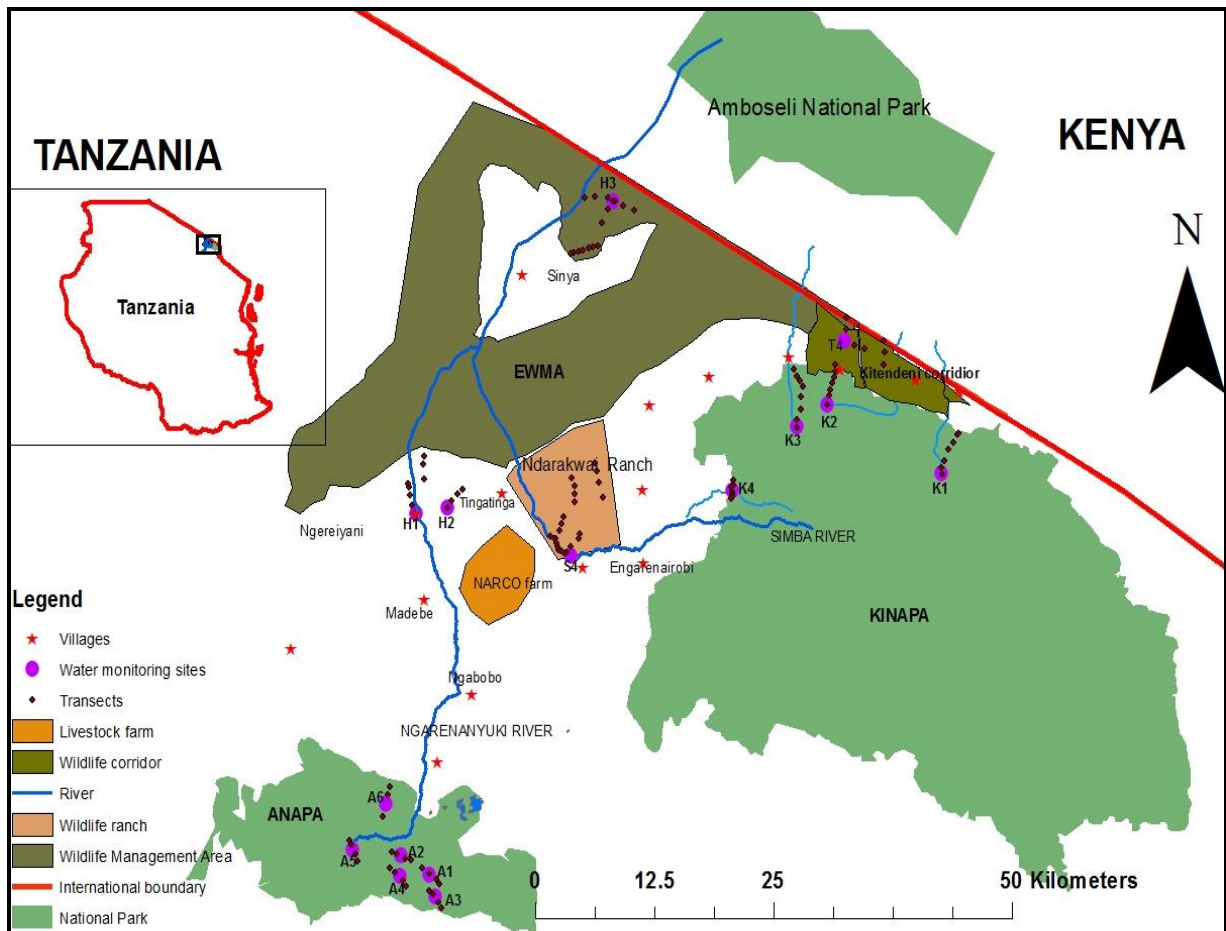 Amboseli National Park
KENYA
TANZANIA
N
Tanzania
H3
Sinya
EWMA
T4
Kitendeni corridior
K2
K3
K1
K4
Ndarakwai Ranch
Tingatinga
H1
H2
Ngereiyani
SIMBA RIVER
S4
Engarenairobi
NARCO farm
Madebe
KINAPA
Ngabobo
NGARENANYUKI RIVER
ANAPA
A6
A5
A2
A4
A1
A3
Legend
Villages
Water monitoring sites
Transects
Livestock farm
Wildlife corridor
River
Wildlife ranch
Wildlife Management Area
International boundary
National Park
0 12.5 25 50 Kilometers